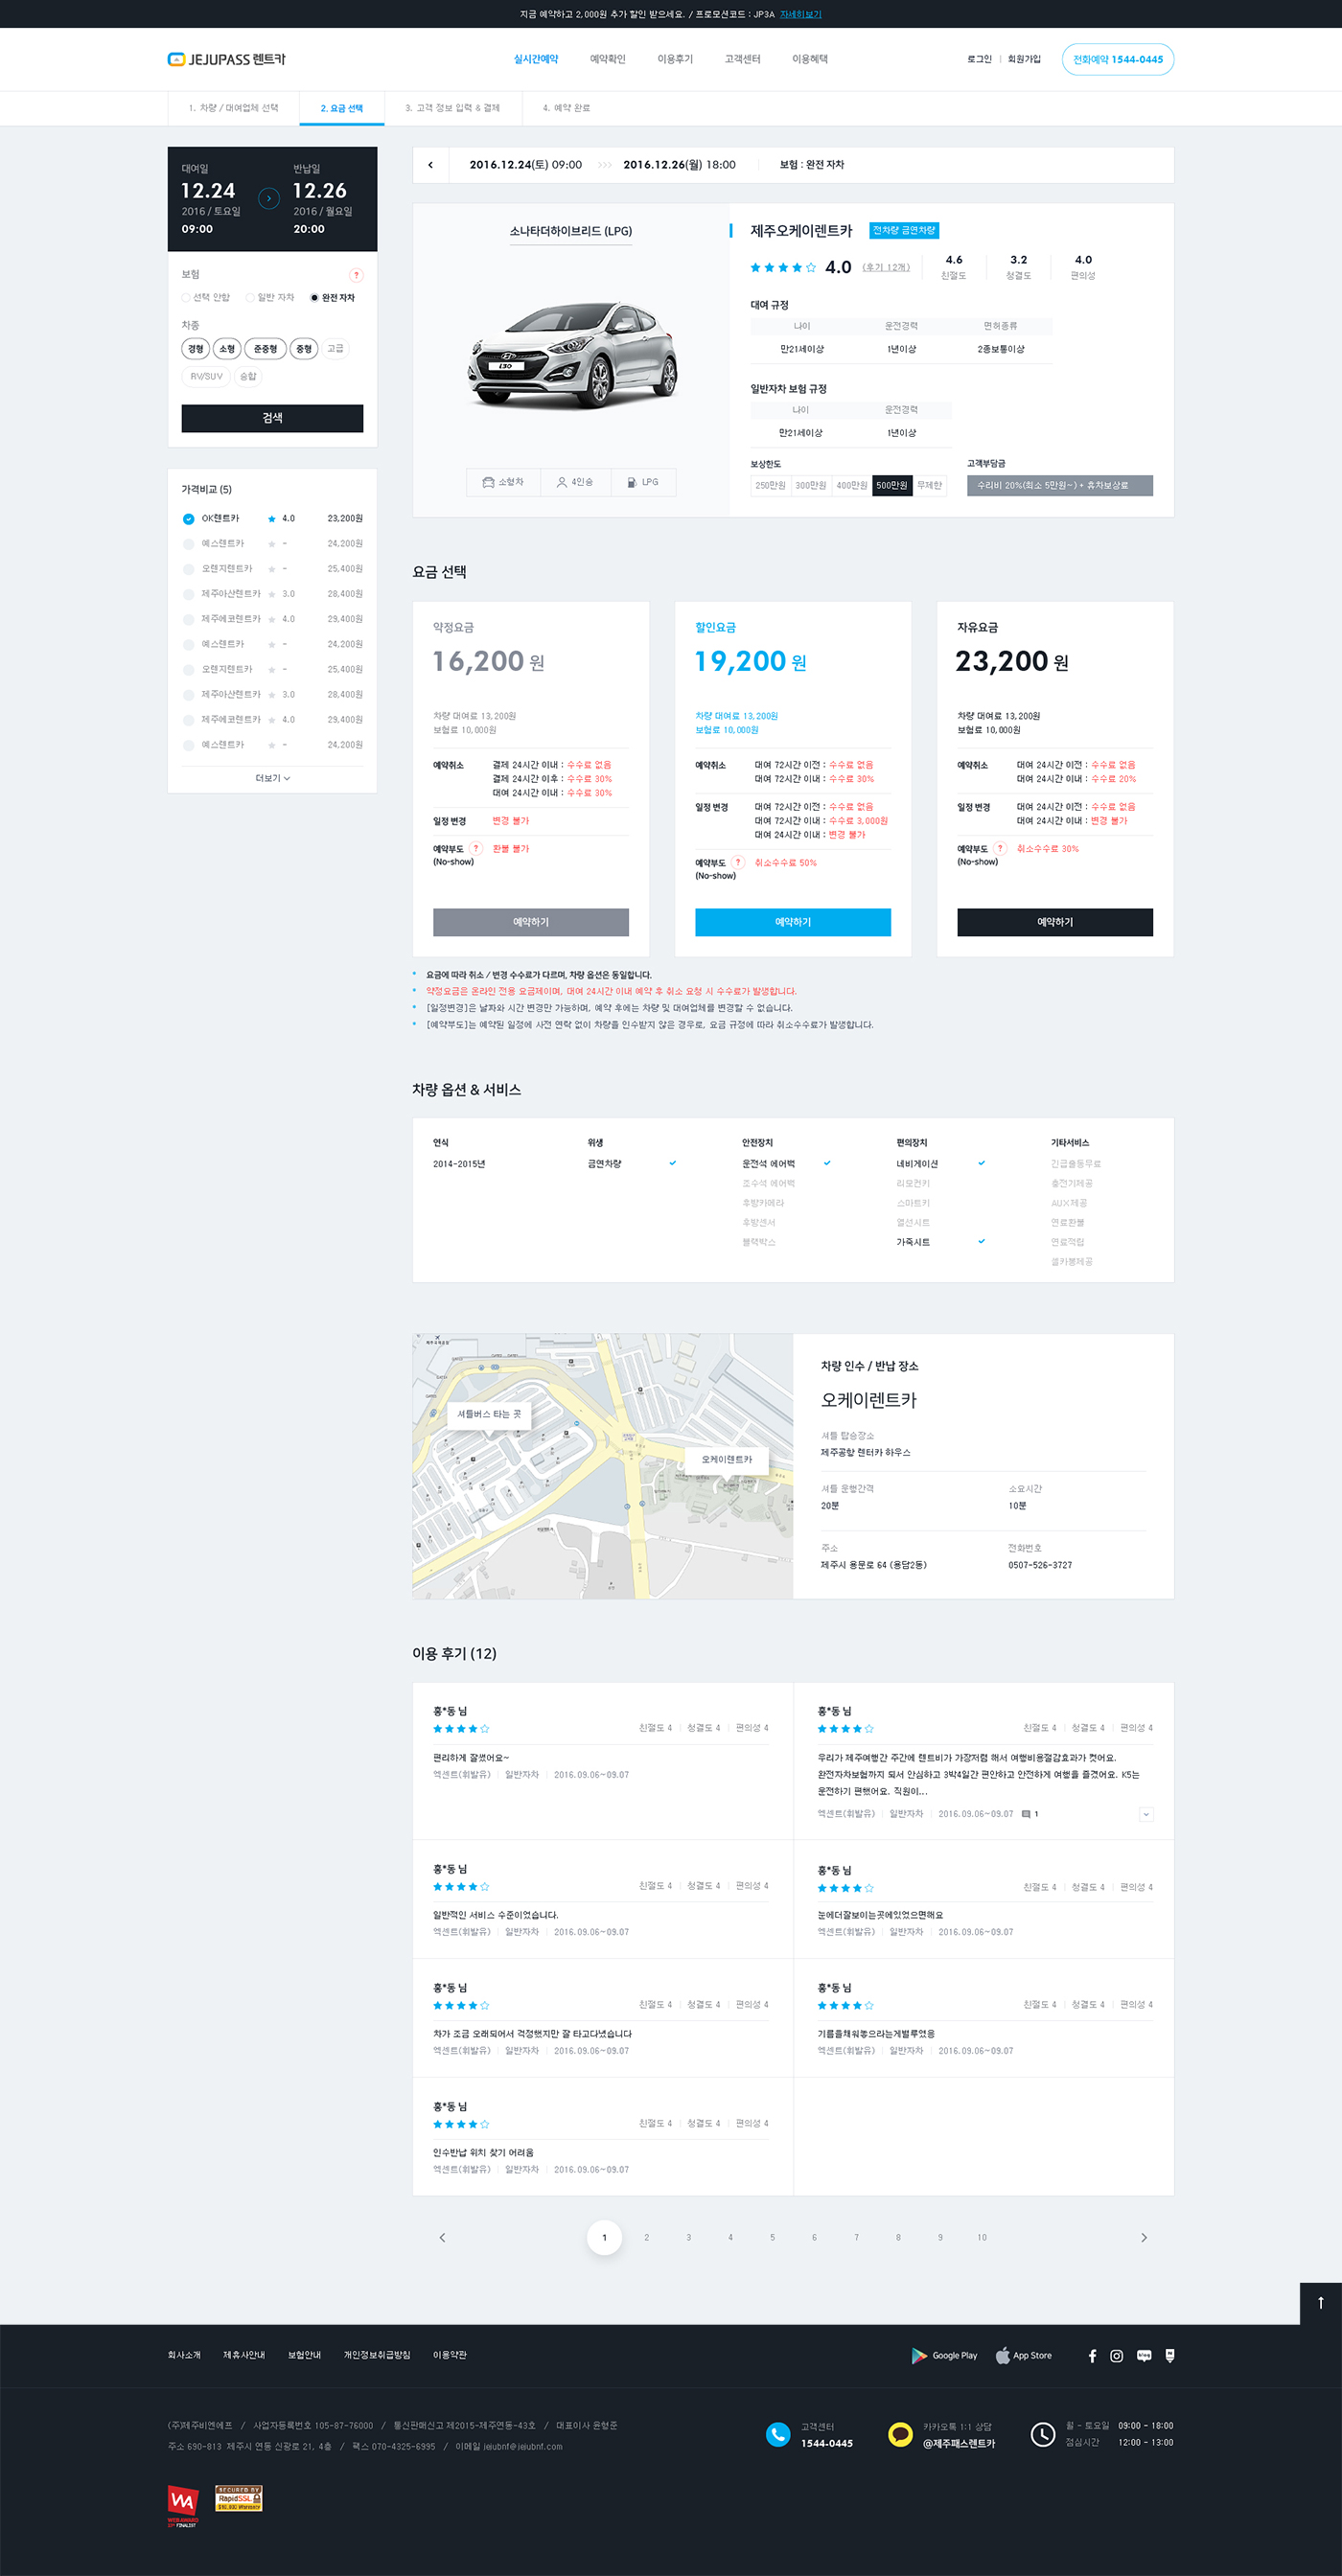 지금 예약하고 2,000원 추가 할인 받으세요. / 프로모션코드 : JP3A 자세히보기
JEJUPASS 렌트카
실시간예약 예약확인 이용후기 고객센터 이용혜택
로그인 회원가입 전화예약 1544-0445
1. 차량 / 대여업체 선택 2. 요금 선택 3. 고객 정보 입력 & 결제 4. 예약 완료
대여일 반납일
12.24 12.26
2016 / 토요일 2016 / 월요일
09:00 20:00
보험 ?
선택 안함 일반 자차 완전 자차
차종
경형 소형 준중형 중형 고급
RV/SUV 승합
검색
가격비교 (5)
OK렌트카 4.0 23,200원
예스렌트카 - 24,200원
오렌지렌트카 - 25,400원
제주아산렌트카 3.0 28,400원
제주에코렌트카 4.0 29,400원
예스렌트카 - 24,200원
오렌지렌트카 - 25,400원
제주아산렌트카 3.0 28,400원
제주에코렌트카 4.0 29,400원
예스렌트카 - 24,200원
더보기
2016.12.24(토) 09:00 2016.12.26(월) 18:00 보험 : 완전 자차
소나타더하이브리드 (LPG)
i30
소형차 4인승 LPG
제주오케이렌트카 전차량 금연차량
4.0 (후기 12개) 4.6 3.2 4.0
친절도 청결도 편의성
대여 규정
나이 운전경력 면허종류
만21세이상 1년이상 2종보통이상
일반자차 보험 규정
나이 운전경력
만21세이상 1년이상
보상한도 고객부담금
250만원 300만원 400만원 500만원 무제한 수리비 20%(최소 5만원~) + 휴차보상료
요금 선택
약정요금
16,200 원
차량 대여료 13,200원
보험료 10,000원
예약취소 결제 24시간 이내 : 수수료 없음
결제 24시간 이후 : 수수료 30%
대여 24시간 이내 : 수수료 30%
일정 변경 변경 불가
예약부도 ? 환불 불가
(No-show)
예약하기
할인요금
19,200 원
차량 대여료 13,200원
보험료 10,000원
예약취소 대여 72시간 이전 : 수수료 없음
대여 72시간 이내 : 수수료 30%
일정 변경 대여 72시간 이전 : 수수료 없음
대여 72시간 이내 : 수수료 3,000원
대여 24시간 이내 : 변경 불가
예약부도 ? 취소수수료 50%
(No-show)
예약하기
자유요금
23,200 원
차량 대여료 13,200원
보험료 10,000원
예약취소 대여 24시간 이전 : 수수료 없음
대여 24시간 이내 : 수수료 20%
일정 변경 대여 24시간 이전 : 수수료 없음
대여 24시간 이내 : 변경 불가
예약부도 ? 취소수수료 30%
(No-show)
예약하기
요금에 따라 취소 / 변경 수수료가 다르며, 차량 옵션은 동일합니다.
약정요금은 온라인 전용 요금제이며, 대여 24시간 이내 예약 후 취소 요청 시 수수료가 발생합니다.
[일정변경]은 날짜와 시간 변경만 가능하며, 예약 후에는 차량 및 대여업체를 변경할 수 없습니다.
[예약부도]는 예약된 일정에 사전 연락 없이 차량을 인수받지 않은 경우로, 요금 규정에 따라 취소수수료가 발생합니다.
차량 옵션 & 서비스
연식 위생 안전장치 편의장치 기타서비스
2014-2015년 금연차량 운전석 에어백 네비게이션 긴급출동무료
조수석 에어백 리모컨키 충전기제공
후방카메라 스마트키 AUX제공
후방센서 열선시트 연료환불
블랙박스 가죽시트 연료적립
셀카봉제공
셔틀버스 타는 곳
오케이렌트카
차량 인수 / 반납 장소
오케이렌트카
셔틀 탑승장소
제주공항 렌터카 하우스
셔틀 운행간격 소요시간
20분 10분
주소 전화번호
제주시 용문로 64 (용담2동) 0507-526-3727
이용 후기 (12)
홍*동 님
친절도 4 청결도 4 편의성 4
편리하게 잘썼어요~
엑센트(휘발유) 일반자차 2016.09.06~09.07
홍*동 님
친절도 4 청결도 4 편의성 4
우리가 제주여행간 주간에 렌트비가 가장저렴 해서 여행비용절감효과가 컷어요.
완전자차보험까지 되서 안심하고 3박4일간 편안하고 안전하게 여행을 즐겼어요. K5는
운전하기 편했어요. 직원이...
엑센트(휘발유) 일반자차 2016.09.06~09.07 1
홍*동 님
친절도 4 청결도 4 편의성 4
일반적인 서비스 수준이었습니다.
엑센트(휘발유) 일반자차 2016.09.06~09.07
홍*동 님
친절도 4 청결도 4 편의성 4
눈에더잘보이는곳에있었으면해요
엑센트(휘발유) 일반자차 2016.09.06~09.07
홍*동 님
친절도 4 청결도 4 편의성 4
차가 조금 오래되어서 걱정했지만 잘 타고다녔습니다
엑센트(휘발유) 일반자차 2016.09.06~09.07
홍*동 님
친절도 4 청결도 4 편의성 4
기름을채워놓으라는게별루였음
엑센트(휘발유) 일반자차 2016.09.06~09.07
홍*동 님
친절도 4 청결도 4 편의성 4
인수반납 위치 찾기 어려움
엑센트(휘발유) 일반자차 2016.09.06~09.07
1 2 3 4 5 6 7 8 9 10
회사소개 제휴사안내 보험안내 개인정보취급방침 이용약관
Google Play App Store blog
(주)제주비엔에프 / 사업자등록번호 105-87-76000 / 통신판매신고 제2015-제주연동-43호 / 대표이사 윤형준
주소 690-813 제주시 연동 신광로 21, 4층 / 팩스 070-4325-6995 / 이메일 jejubnf@jejubnf.com
고객센터
1544-0445
카카오톡 1:1 상담
@제주패스렌트카
월 - 토요일 09:00 - 18:00
점심시간 12:00 - 13:00
WA
WEB AWARD
FINALIST
SECURED BY
RapidSSL
$10,000 Warranty